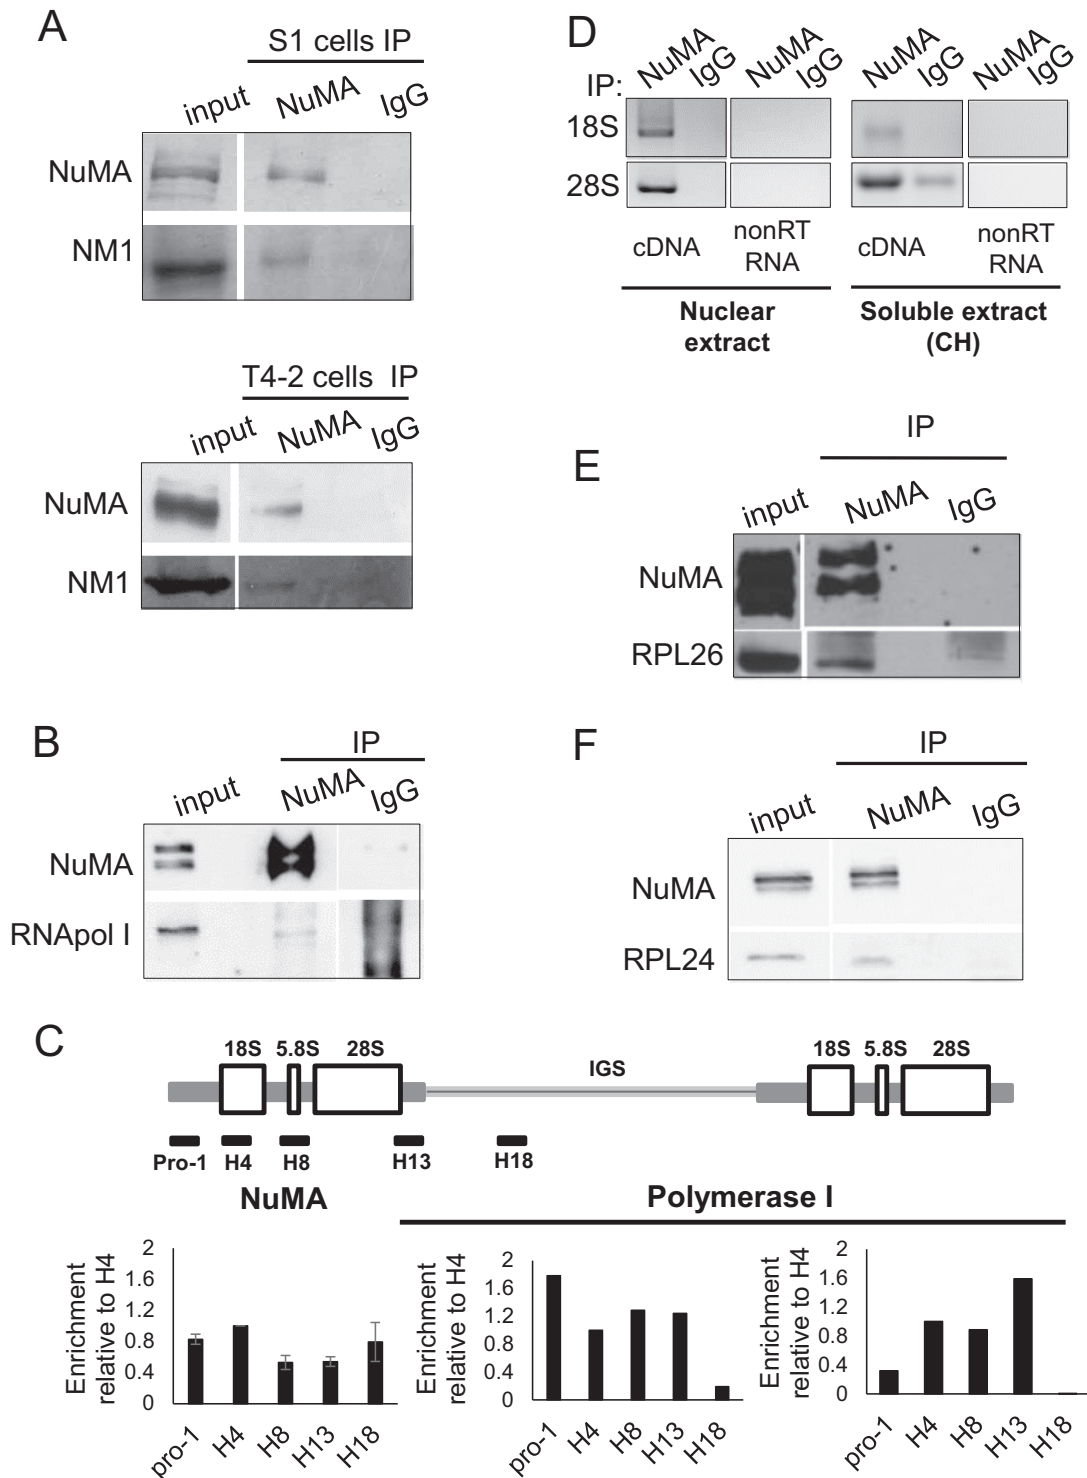 A
S1 cells IP
input NuMA IgG
NuMA
NM1
T4-2 cells IP
input NuMA IgG
NuMA
NM1
B
IP
input NuMA IgG
NuMA
RNApol I
D
IP: NuMA IgG NuMA IgG NuMA IgG NuMA IgG
18S
28S
cDNA nonRT RNA cDNA nonRT RNA
Nuclear extract
Soluble extract (CH)
E
IP
input NuMA IgG
NuMA
RPL26
F
IP
input NuMA IgG
NuMA
RPL24
C
18S 5.8S 28S IGS 18S 5.8S 28S
Pro-1 H4 H8 H13 H18
NuMA
Polymerase I
Enrichment relative to H4
2
1.6
1.2
0.8
0.4
0
pro-1 H4 H8 H13 H18
Enrichment relative to H4
2
1.6
1.2
0.8
0.4
0
pro-1 H4 H8 H13 H18
Enrichment relative to H4
2
1.6
1.2
0.8
0.4
0
pro-1 H4 H8 H13 H18